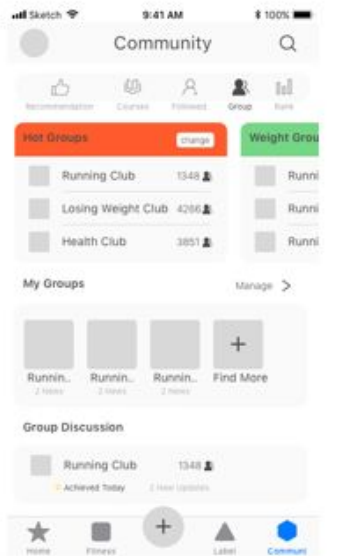 Sketch 9:41 AM 100%
Community
Recommendation Courses Followed Group Rank
Hot Groups change Weight Grou
Running Club 1348 Runni
Losing Weight Club 4266 Runni
Health Club 3851 Runni
My Groups Manage >
Runnin.. Runnin.. Runnin.. Find More
2 News 2 News 2 News
Group Discussion
Running Club 1348
Achieved Today 2 New Updates
Home Fitness + Label Communi